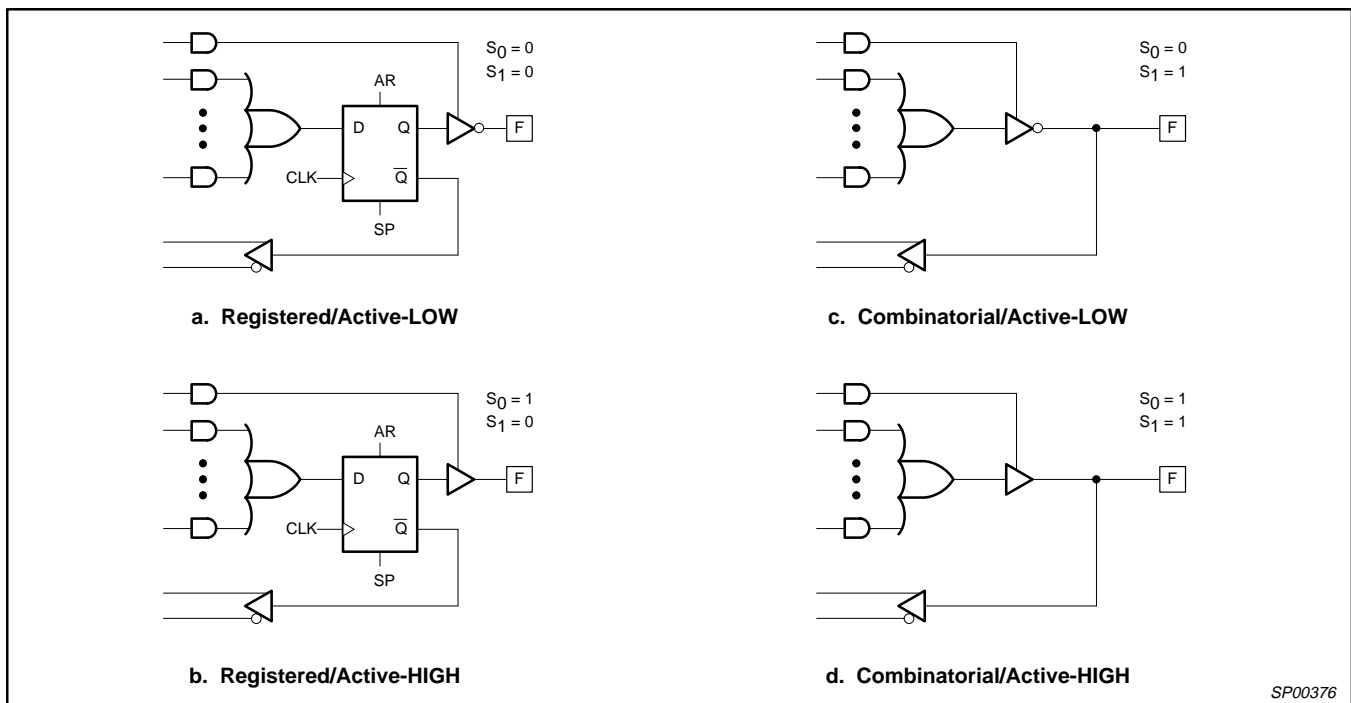 S0 = 0
S1 = 0
AR
D Q F
CLK Q̅
SP
a. Registered/Active-LOW
S0 = 0
S1 = 1
F
c. Combinatorial/Active-LOW
S0 = 1
S1 = 0
AR
D Q F
CLK Q̅
SP
b. Registered/Active-HIGH
S0 = 1
S1 = 1
F
d. Combinatorial/Active-HIGH
SP00376